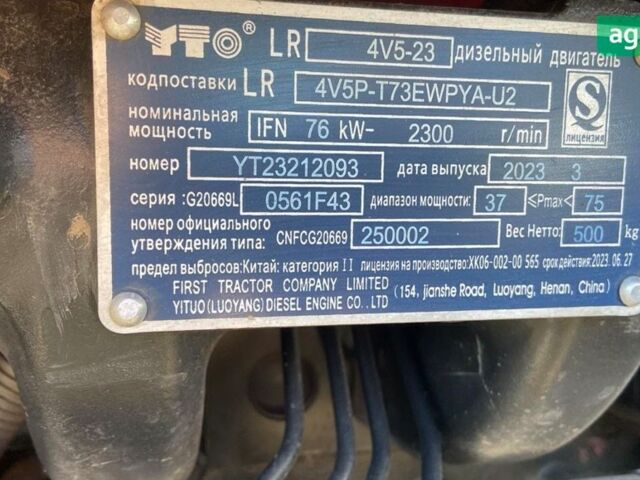 YTO® LR 4V5-23 дизельный двигатель
ag
кодпоставки LR 4V5P-T73EWPYA-U2
S
лицензия
номинальная мощность IFN 76 kW- 2300 r/min
номер YT23212093 дата выпуска 2023 3
серия :G20669L 0561F43 диапазон мощности: 37 ≤Pmax< 75
номер официального
утверждения типа: CNFCG20669 250002 Вес Нетто: 500 kg
предел выбросов:Китай: категория II лицензия на производство:XK06-002-00 565 срок действия:2023.06.27
FIRST TRACTOR COMPANY LIMITED
YITUO(LUOYANG)DIESEL ENGINE CO.,LTD (154, jianshe Road, Luoyang, Henan, China)